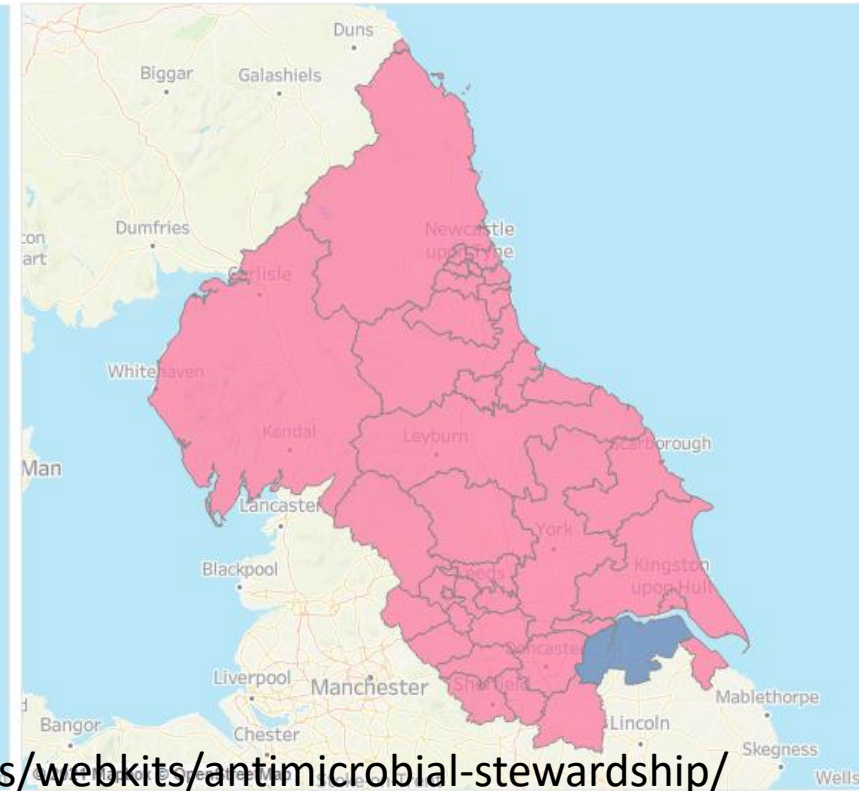 Duns
Biggar
Galashiels
Dumfries
Newcastle
upon Tyne
Carlisle
Whitehaven
Kendal
Leyburn
Scarborough
Man
Lancaster
York
Blackpool
Leeds
Kingston
upon Hull
Doncaster
Liverpool
Manchester
Sheffield
Mablethorpe
Bangor
Chester
Lincoln
Skegness
s/webkits/antimicrobial-stewardship/
Wells